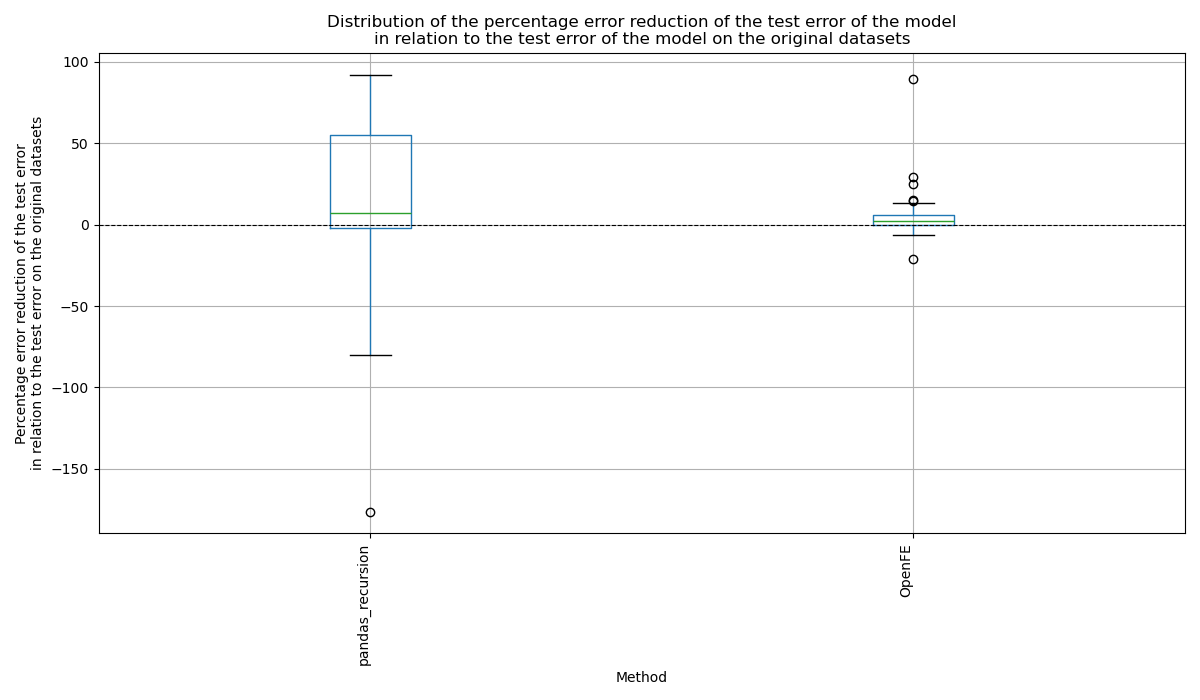 Distribution of the percentage error reduction of the test error of the model
in relation to the test error of the model on the original datasets
Percentage error reduction of the test error
in relation to the test error on the original datasets
100
50
0
−50
−100
−150
pandas_recursion
OpenFE
Method